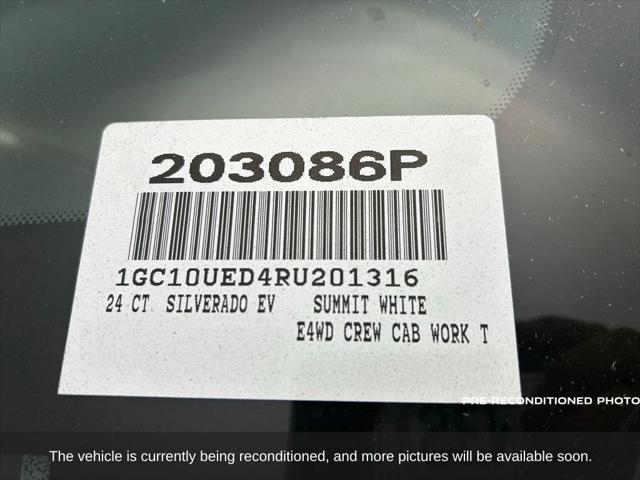 203086P
1GC10UED4RU201316
24 CT SILVERADO EV SUMMIT WHITE
E4WD CREW CAB WORK T
PRE-RECONDITIONED PHOTO
The vehicle is currently being reconditioned, and more pictures will be available soon.